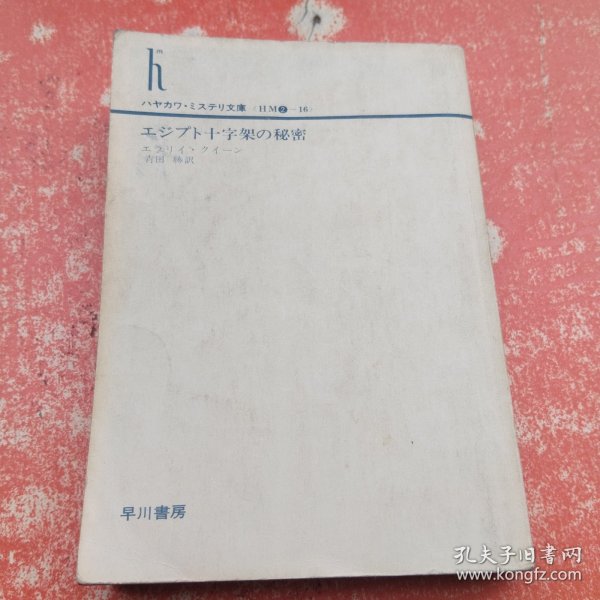 hm
ハヤカワ・ミステリ文庫〈HM②—16〉
エジプト十字架の秘密
エラリイ・クイーン
青田 勝訳
早川書房
孔夫子旧书网
www.kongfz.com